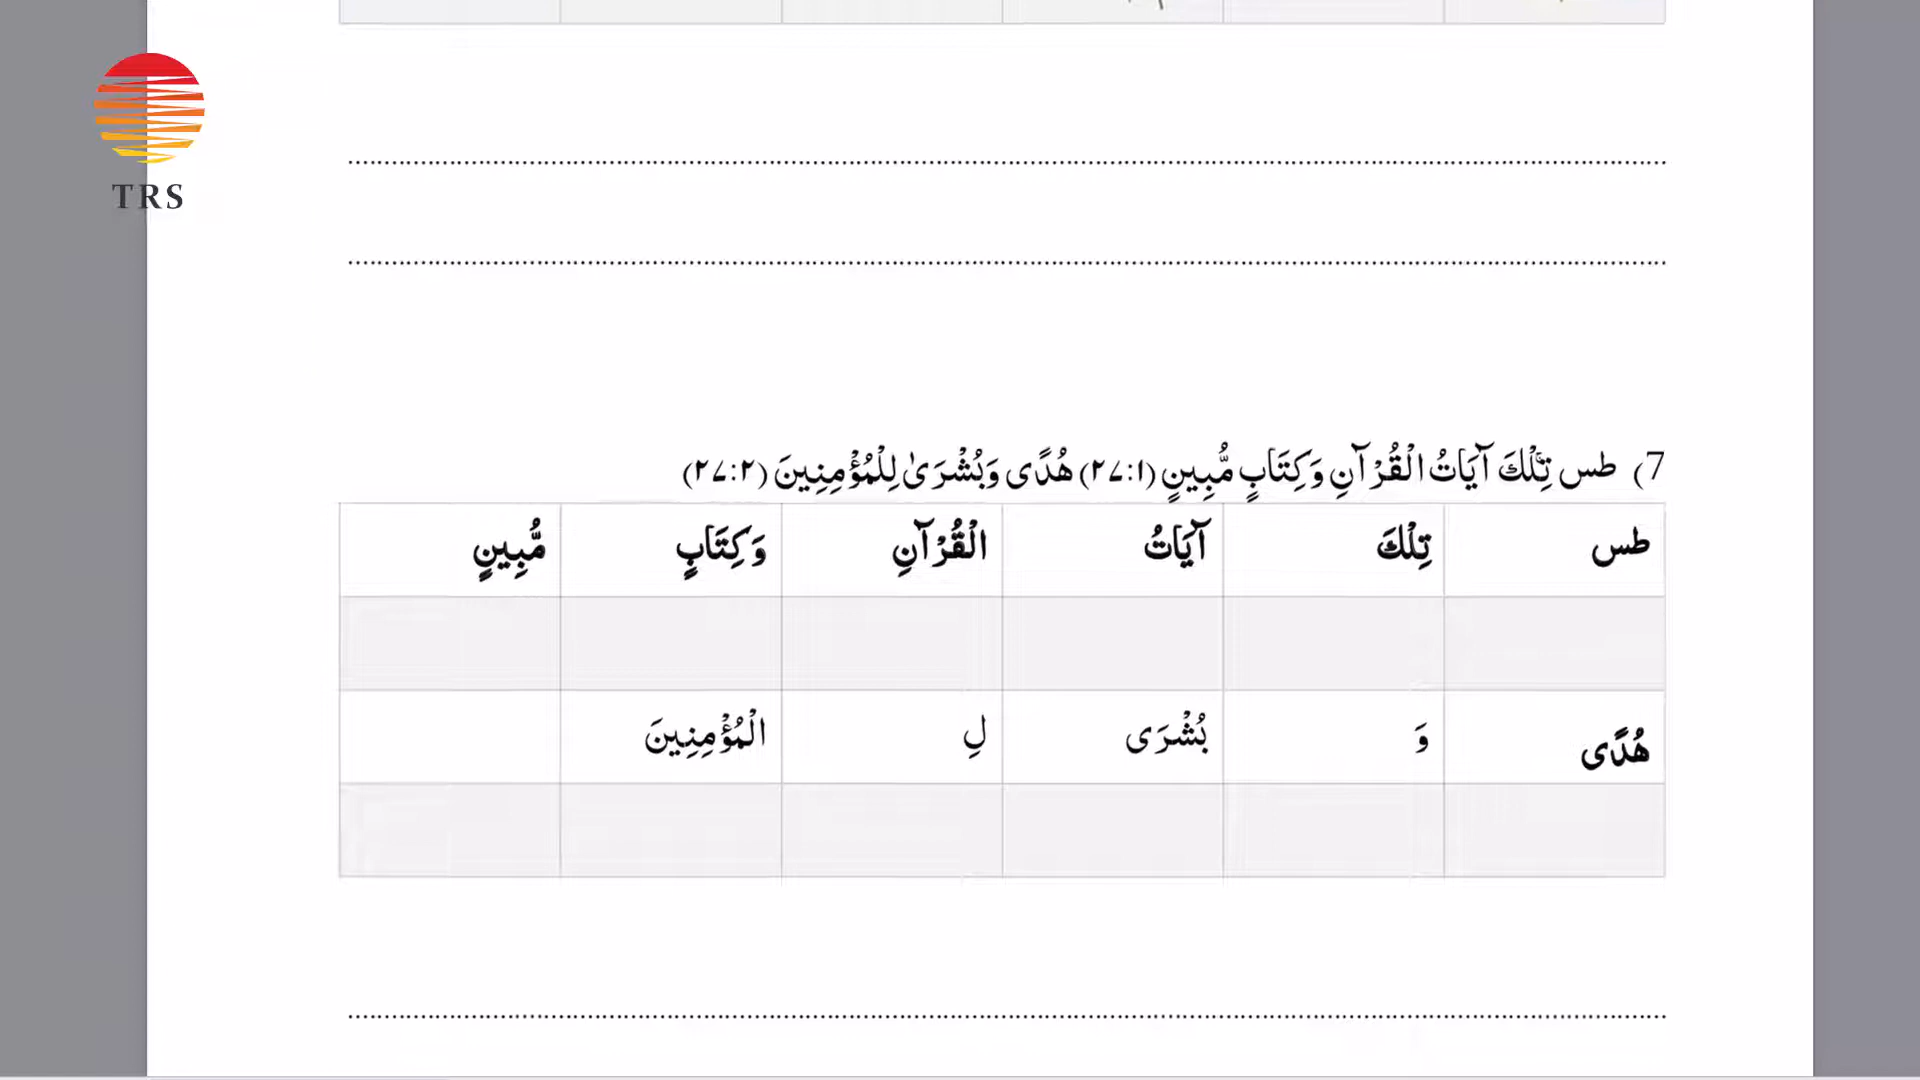 TRS
7) طس تِلْكَ آيَاتُ الْقُرْآنِ وَكِتَابٍ مُّبِينٍ (٢٧:١) هُدًى وَبُشْرَىٰ لِلْمُؤْمِنِينَ (٢٧:٢)
طس تِلْكَ آيَاتُ الْقُرْآنِ وَكِتَابٍ مُّبِينٍ
هُدًى وَ بُشْرَى لِ الْمُؤْمِنِينَ